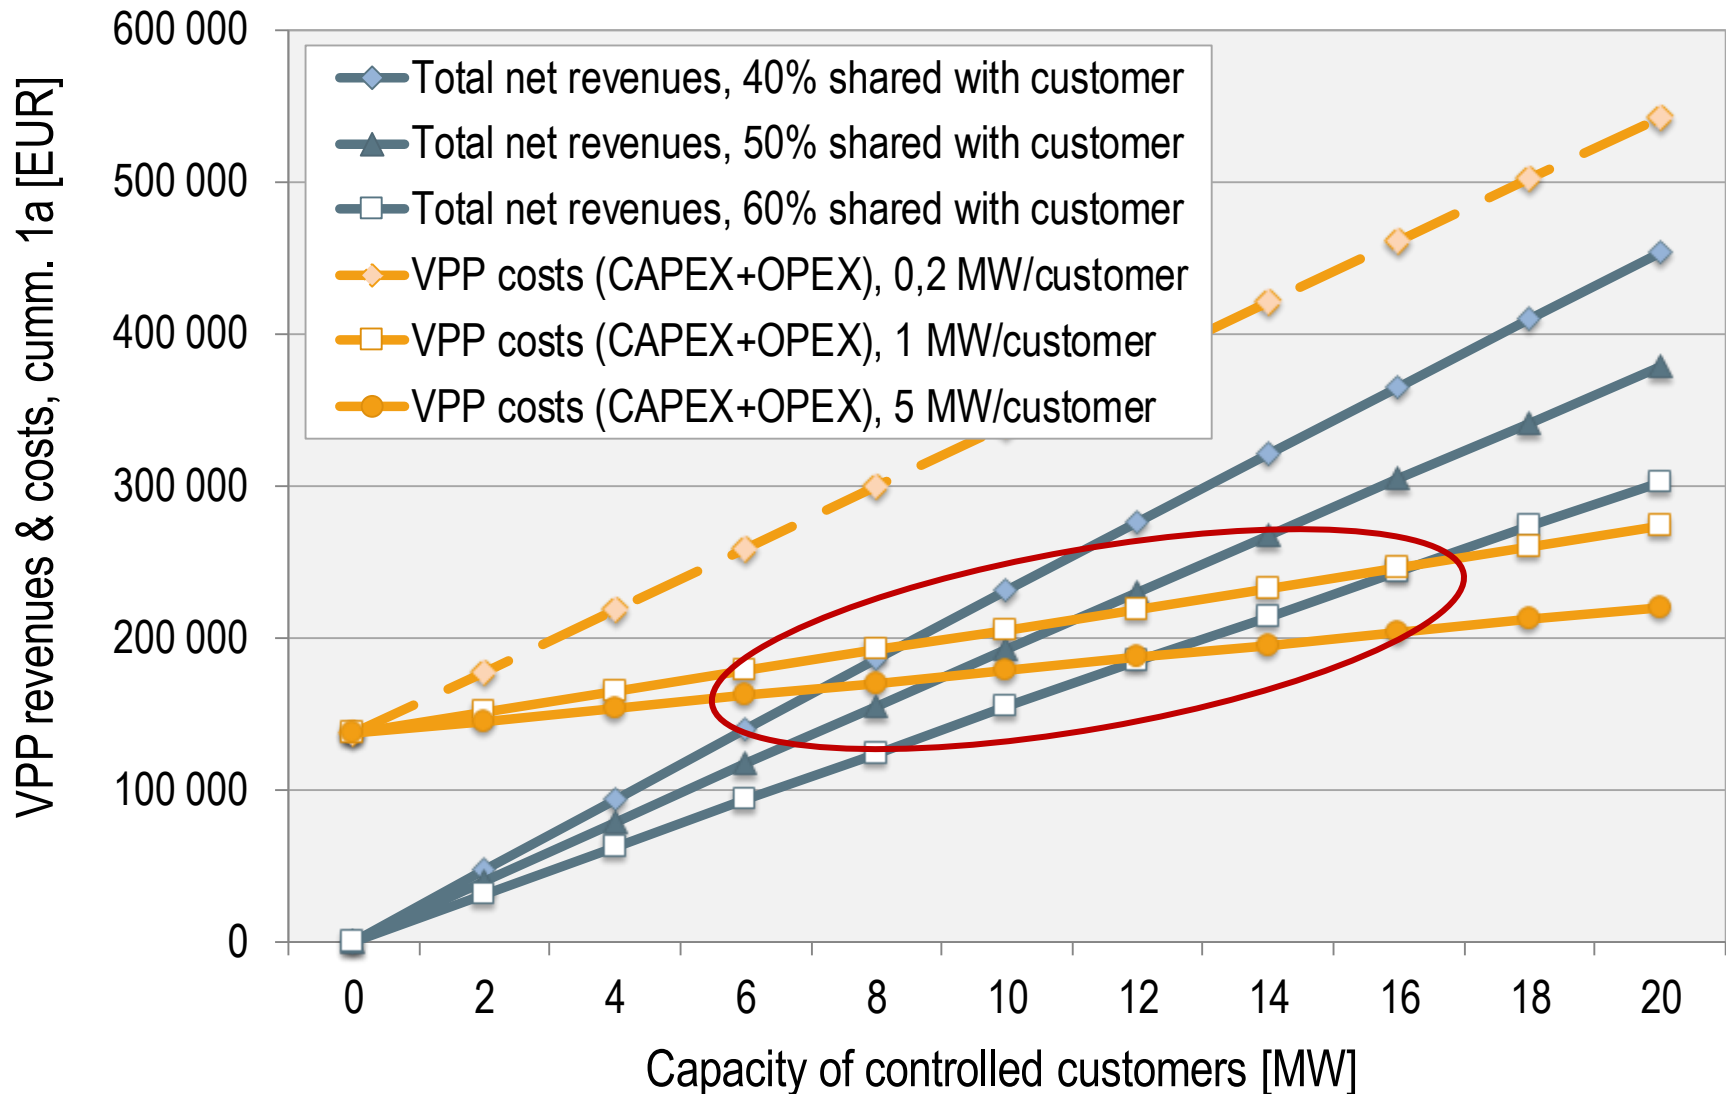 VPP revenues & costs, cumm. 1a [EUR]
600 000
500 000
400 000
300 000
200 000
100 000
0
Total net revenues, 40% shared with customer
Total net revenues, 50% shared with customer
Total net revenues, 60% shared with customer
VPP costs (CAPEX+OPEX), 0,2 MW/customer
VPP costs (CAPEX+OPEX), 1 MW/customer
VPP costs (CAPEX+OPEX), 5 MW/customer
0 2 4 6 8 10 12 14 16 18 20
Capacity of controlled customers [MW]